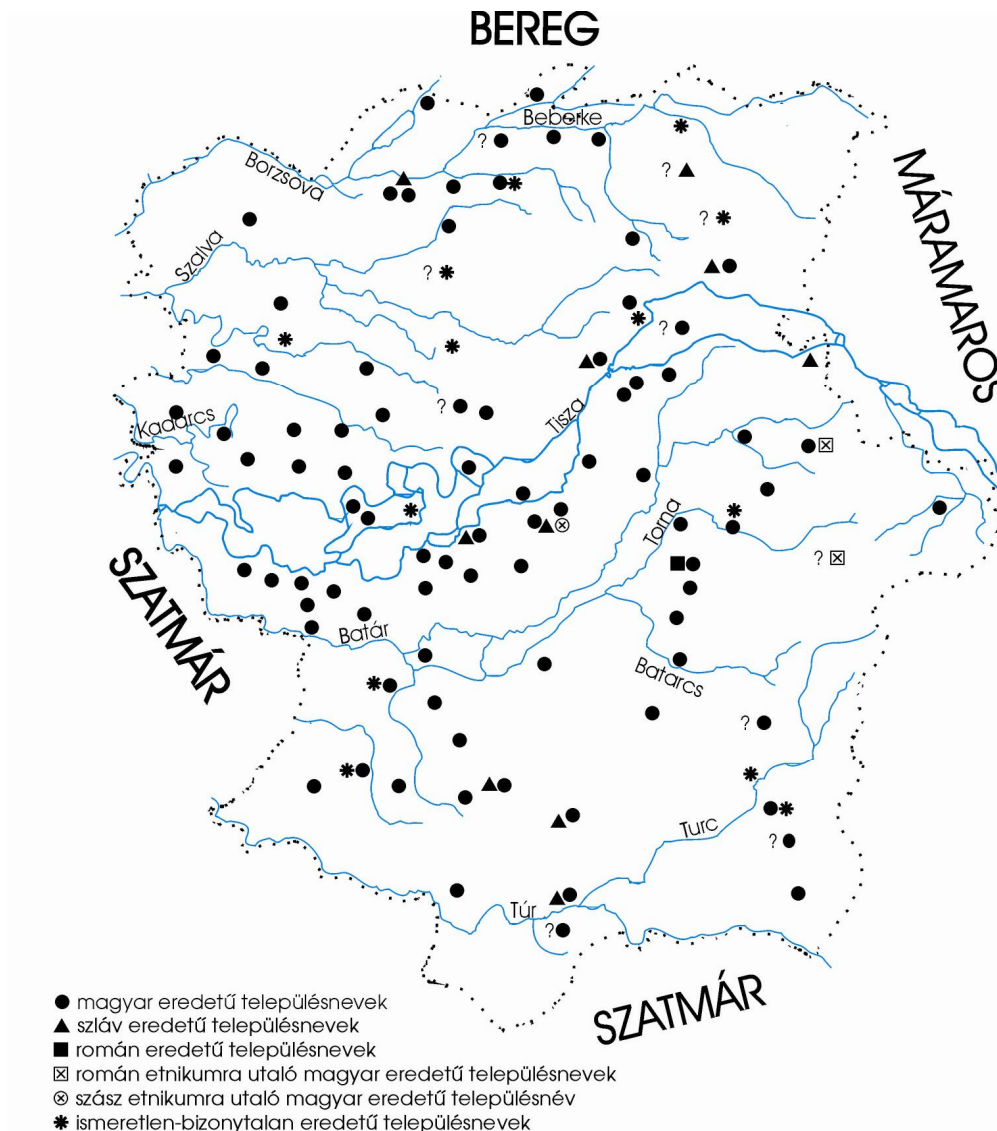 BEREG
Beberke
?
Borzsova
?
MÁRAMAROS
?
Szalva
?
?
?
Kadarcs
Tisza
Torna
?
SZATMÁR
Batár
Batarcs
?
Turc
?
Túr
?
SZATMÁR
magyar eredetű településnevek
szláv eredetű településnevek
román eredetű településnevek
román etnikumra utaló magyar eredetű településnevek
szász etnikumra utaló magyar eredetű településnév
ismeretlen-bizonytalan eredetű településnevek